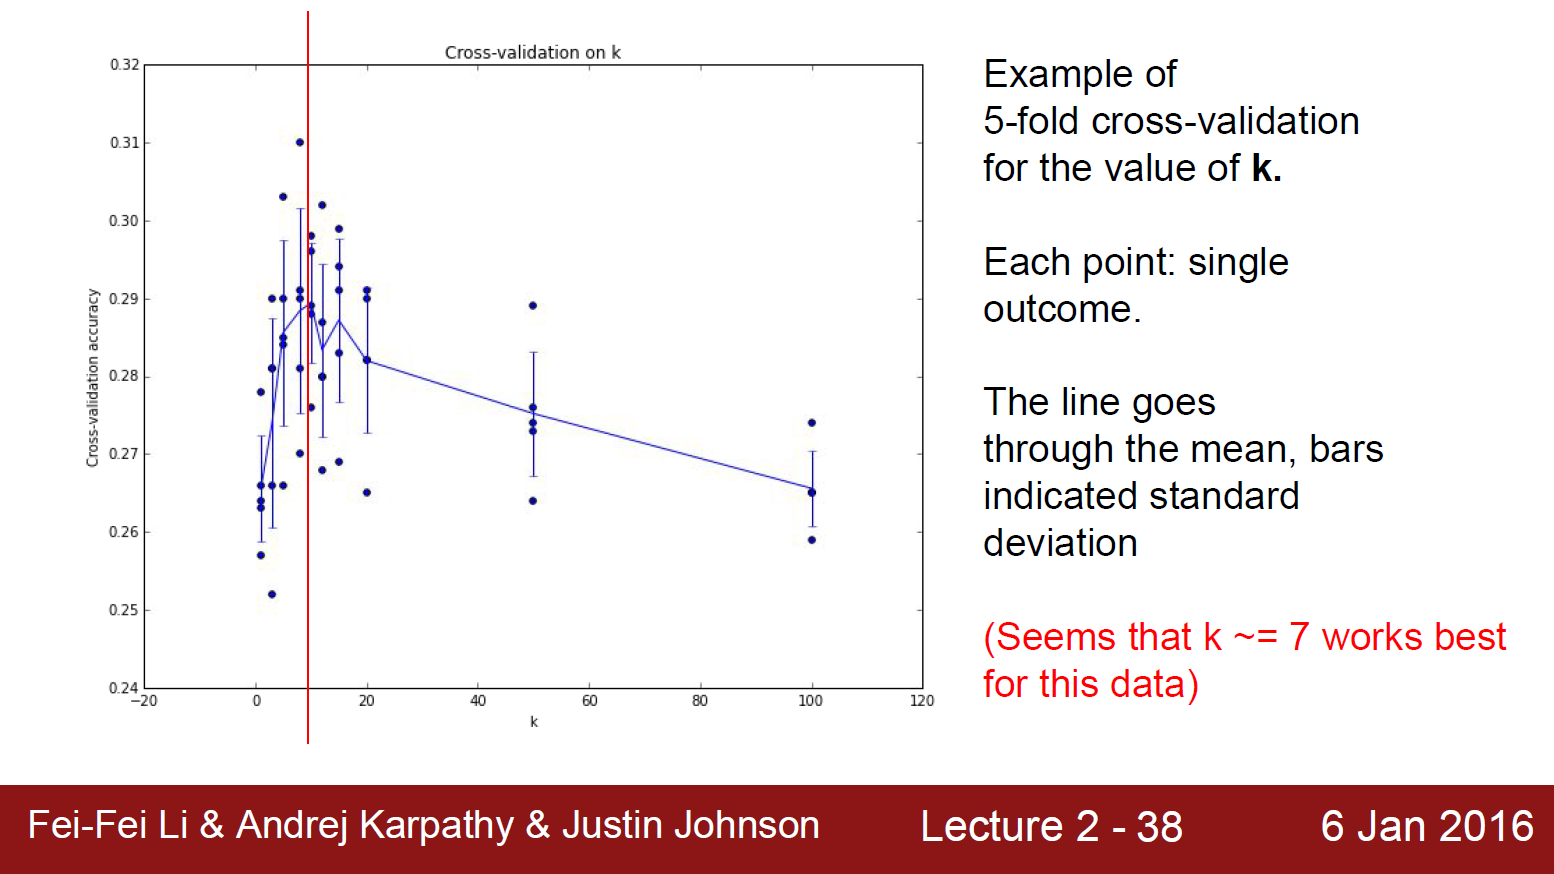 Cross-validation on k
0.32
0.31
0.30
0.29
0.28
0.27
0.26
0.25
0.24
Cross-validation accuracy
−20
0
20
40
60
80
100
120
k
Example of
5-fold cross-validation
for the value of k.
Each point: single
outcome.
The line goes
through the mean, bars
indicated standard
deviation
(Seems that k ~= 7 works best
for this data)
Fei-Fei Li & Andrej Karpathy & Justin Johnson
Lecture 2 - 38
6 Jan 2016